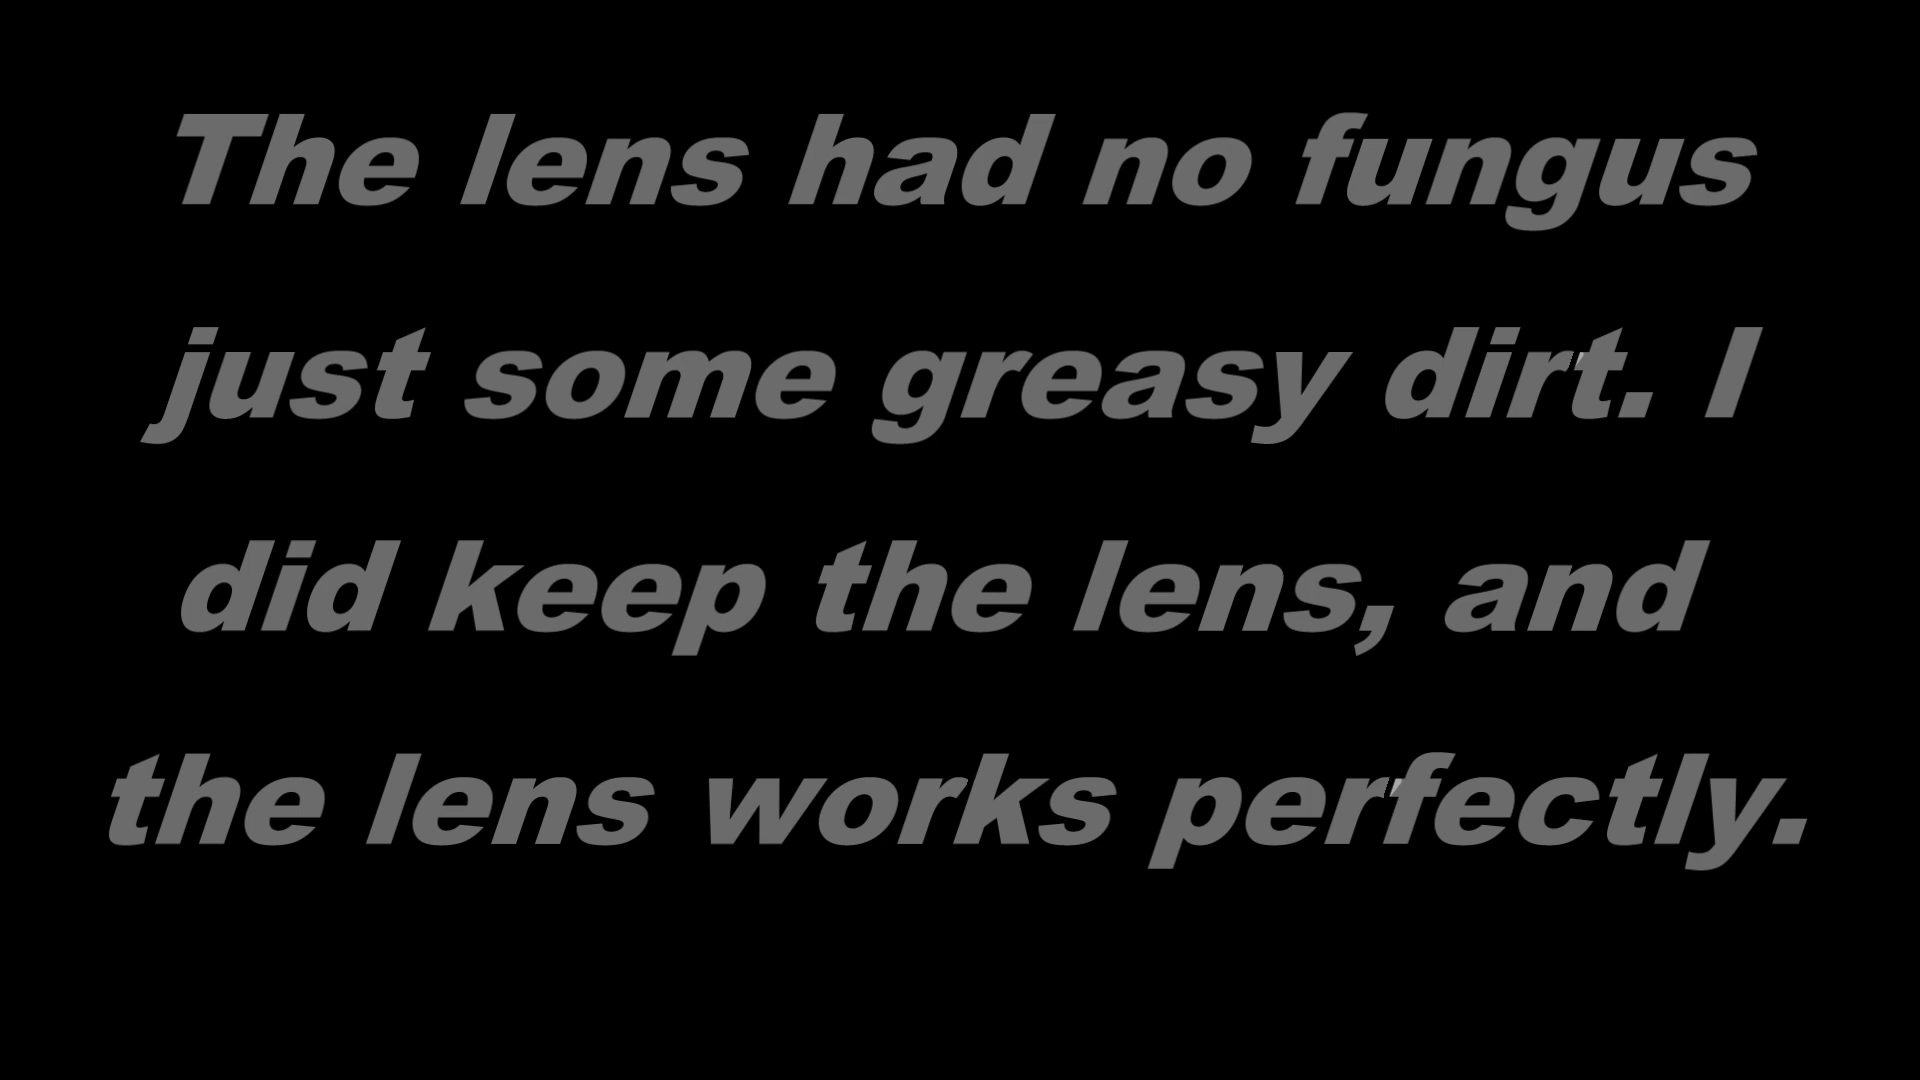 The lens had no fungus
just some greasy dirt. I
did keep the lens, and
the lens works perfectly.